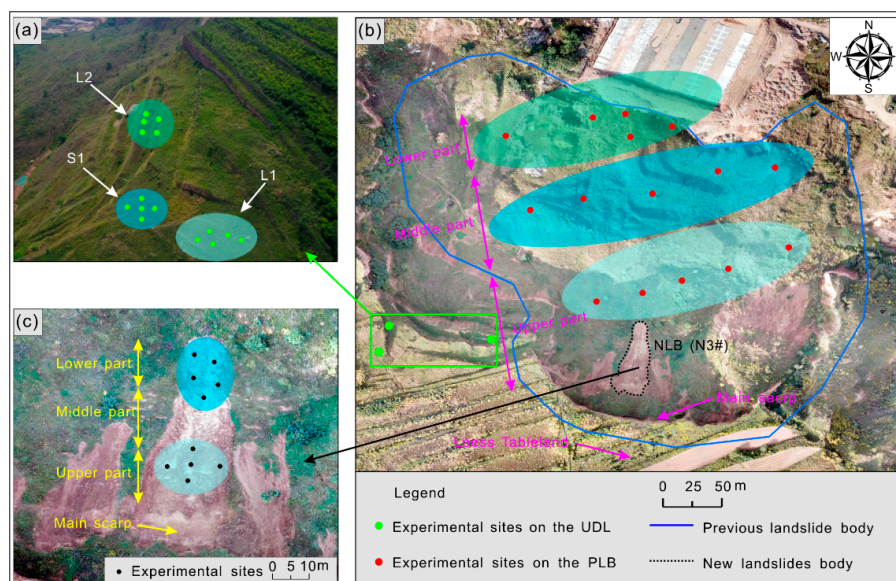 (a)
L2
S1
L1
(b)
N
W
E
S
Lower part
Middle part
Upper part
NLB (N3#)
Main scarp
Loess Tableland
(c)
Lower part
Middle part
Upper part
Main scarp
Experimental sites
0 5 10m
Legend
0 25 50 m
Experimental sites on the UDL
Previous landslide body
Experimental sites on the PLB
New landslides body